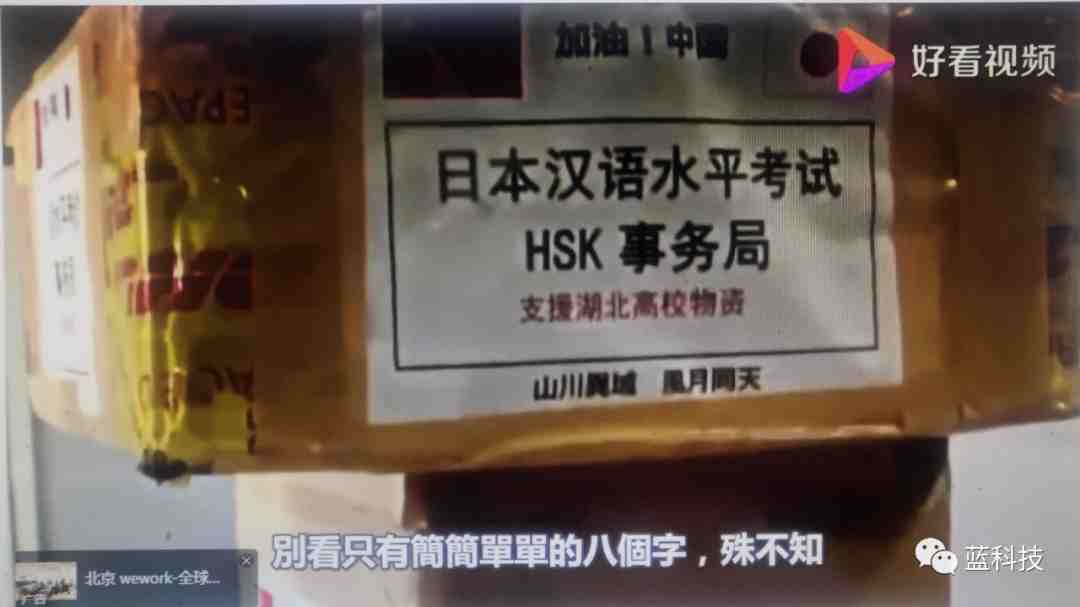 加油！中国
好看视频
EPAC
日本汉语水平考试
HSK 事务局
支援湖北高校物资
山川異域 風月同天
別看只有簡簡單單的八個字，殊不知
北京 wework-全球...
广告
蓝科技